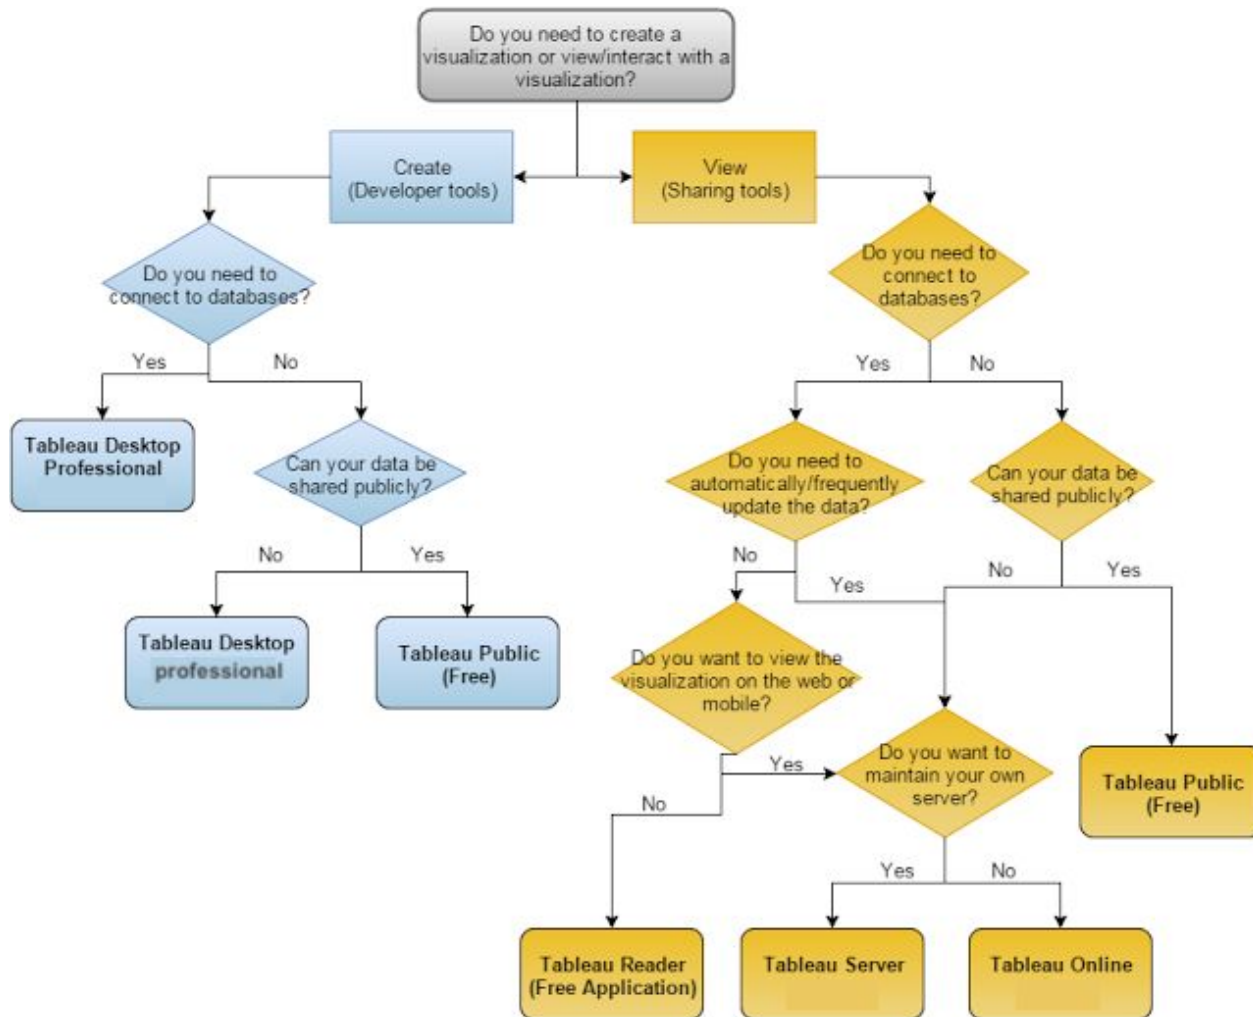 Do you need to create a
visualization or view/interact with a
visualization?
Create
(Developer tools)
View
(Sharing tools)
Do you need to
connect to databases?
Do you need to
connect to
databases?
Yes
No
Yes
No
Tableau Desktop
Professional
Can your data be
shared publicly?
Do you need to
automatically/frequently
update the data?
Can your data be
shared publicly?
No
Yes
No
Yes
No
Yes
Tableau Desktop
professional
Tableau Public
(Free)
Do you want to view the
visualization on the web or
mobile?
Do you want to
maintain your own
server?
Yes
No
Tableau Public
(Free)
Yes
No
Tableau Reader
(Free Application)
Tableau Server
Tableau Online